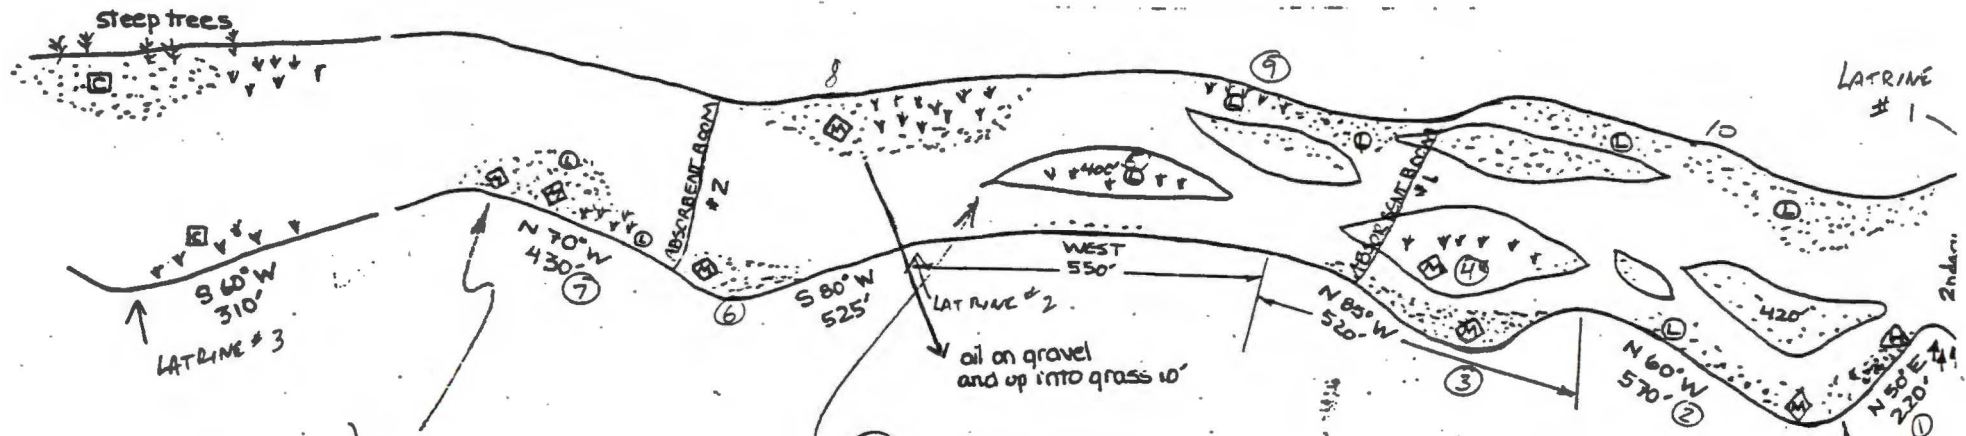 steep trees
C
8
9
LATRINE
# 1
10
M
L
L
L
ABSORBENT BOOM
# 2
ABSORBENT BOOM
# 1
400'
L
M
M
L
L
C
N 70° W
430'
7
M
6
S 80° W
525'
WEST
550'
M
4
L
420'
2ndary
S 60° W
310'
LATRINE # 3
LATRINE # 2
N 85° W
520'
M
3
N 60° W
570'
2
M
N 50° E
220'
1
oil on gravel
and up into grass 10'